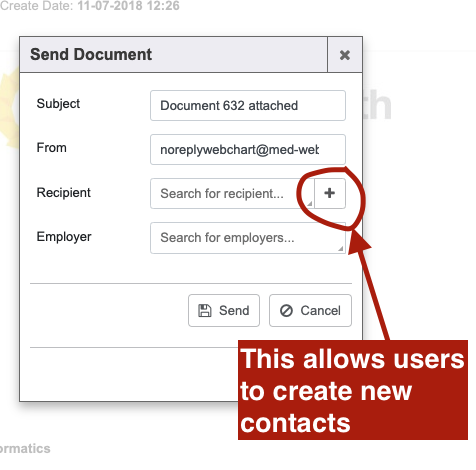 Create Date: 11-07-2018 12:26
Send Document
Subject Document 632 attached
th
From noreplywebchart@med-wet
Recipient Search for recipient...
Employer Search for employers...
Send Cancel
This allows users
to create new
contacts
ormatics